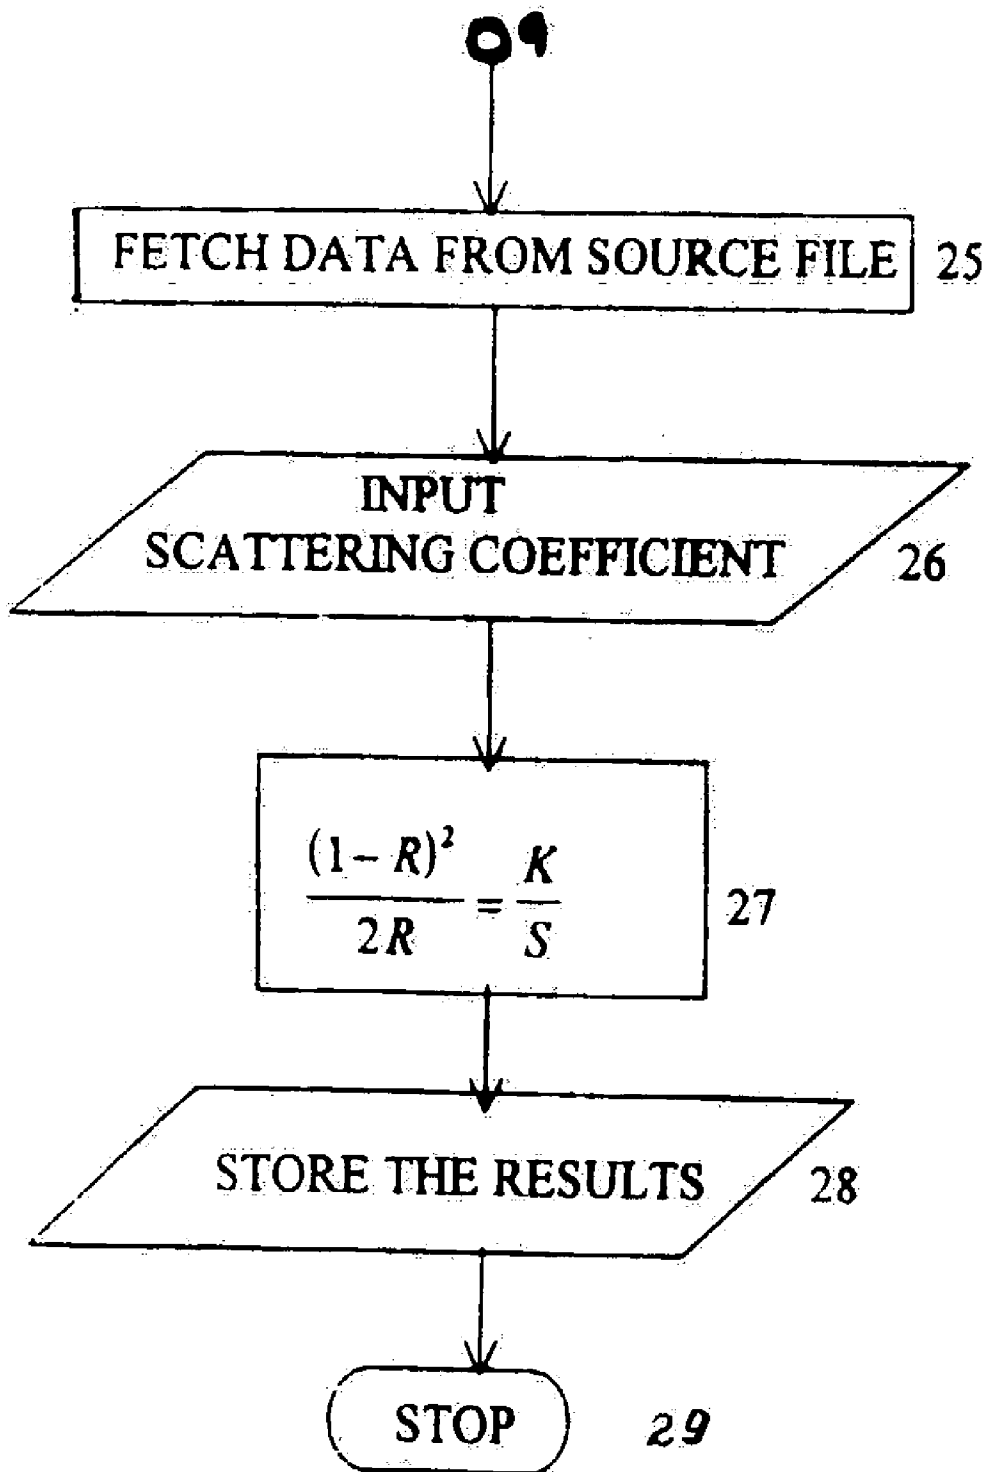 09
FETCH DATA FROM SOURCE FILE 25
INPUT
SCATTERING COEFFICIENT 26
(1-R)² / 2R = K / S 27
STORE THE RESULTS 28
STOP 29